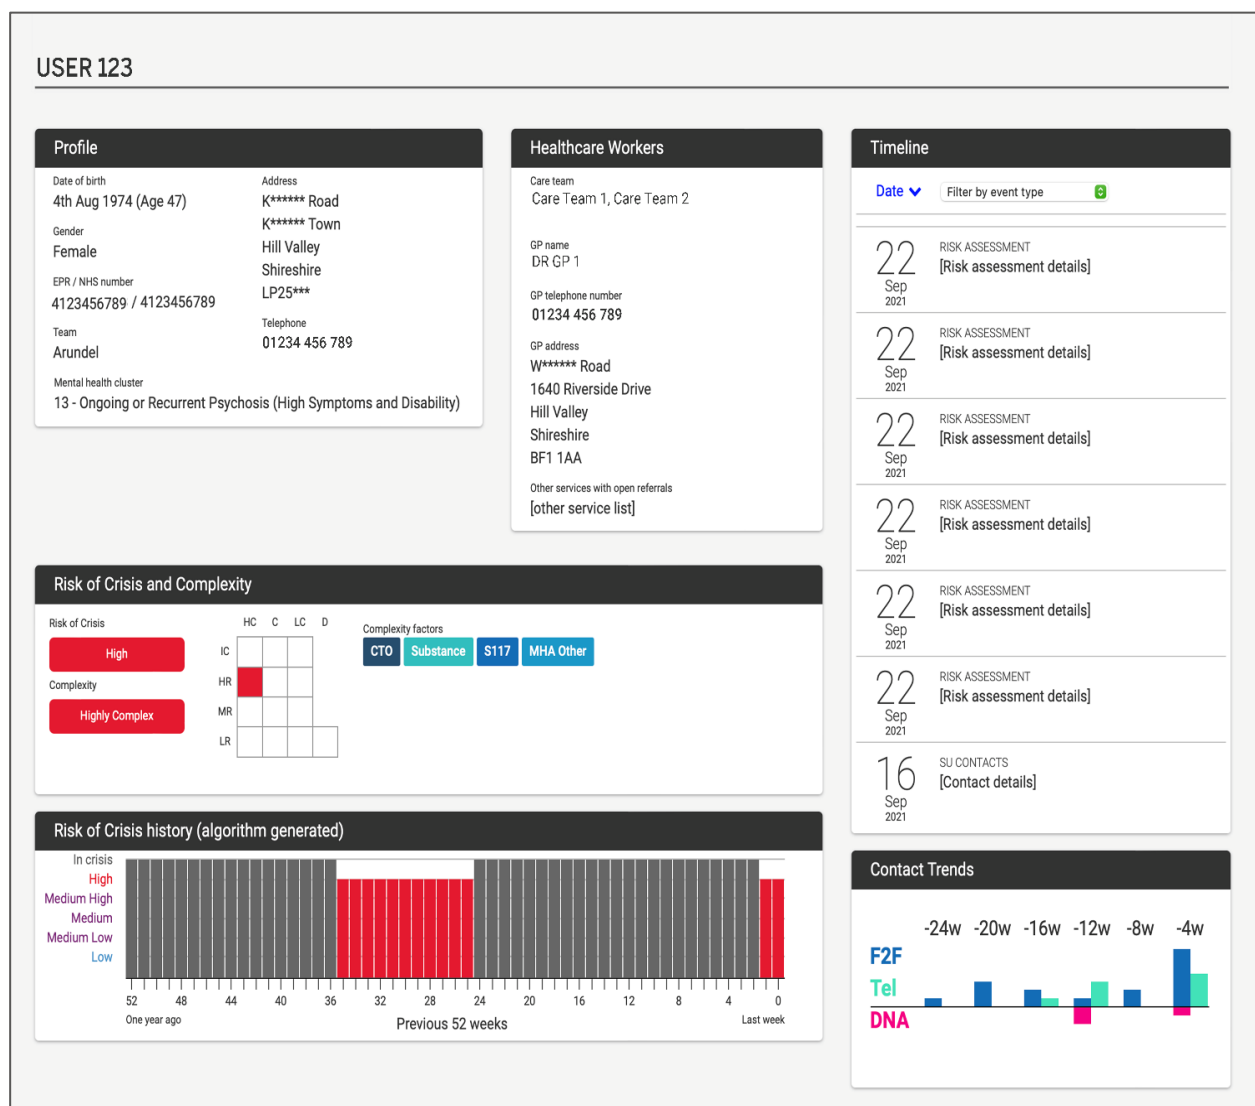 USER 123
Profile
Date of birth
4th Aug 1974 (Age 47)
Gender
Female
EPR / NHS number
4123456789 / 4123456789
Team
Arundel
Mental health cluster
13 - Ongoing or Recurrent Psychosis (High Symptoms and Disability)
Address
K****** Road
K****** Town
Hill Valley
Shireshire
LP25***
Telephone
01234 456 789
Healthcare Workers
Care team
Care Team 1, Care Team 2
GP name
DR GP 1
GP telephone number
01234 456 789
GP address
W****** Road
1640 Riverside Drive
Hill Valley
Shireshire
BF1 1AA
Other services with open referrals
[other service list]
Timeline
Date Filter by event type
22 Sep 2021
RISK ASSESSMENT
[Risk assessment details]
22 Sep 2021
RISK ASSESSMENT
[Risk assessment details]
22 Sep 2021
RISK ASSESSMENT
[Risk assessment details]
22 Sep 2021
RISK ASSESSMENT
[Risk assessment details]
22 Sep 2021
RISK ASSESSMENT
[Risk assessment details]
22 Sep 2021
RISK ASSESSMENT
[Risk assessment details]
16 Sep 2021
SU CONTACTS
[Contact details]
Risk of Crisis and Complexity
Risk of Crisis
High
Complexity
Highly Complex
HC C LC D
IC
HR
MR
LR
Complexity factors
CTO Substance S117 MHA Other
Risk of Crisis history (algorithm generated)
In crisis
High
Medium High
Medium
Medium Low
Low
52 48 44 40 36 32 28 24 20 16 12 8 4 0
One year ago Previous 52 weeks Last week
Contact Trends
-24w -20w -16w -12w -8w -4w
F2F
Tel
DNA